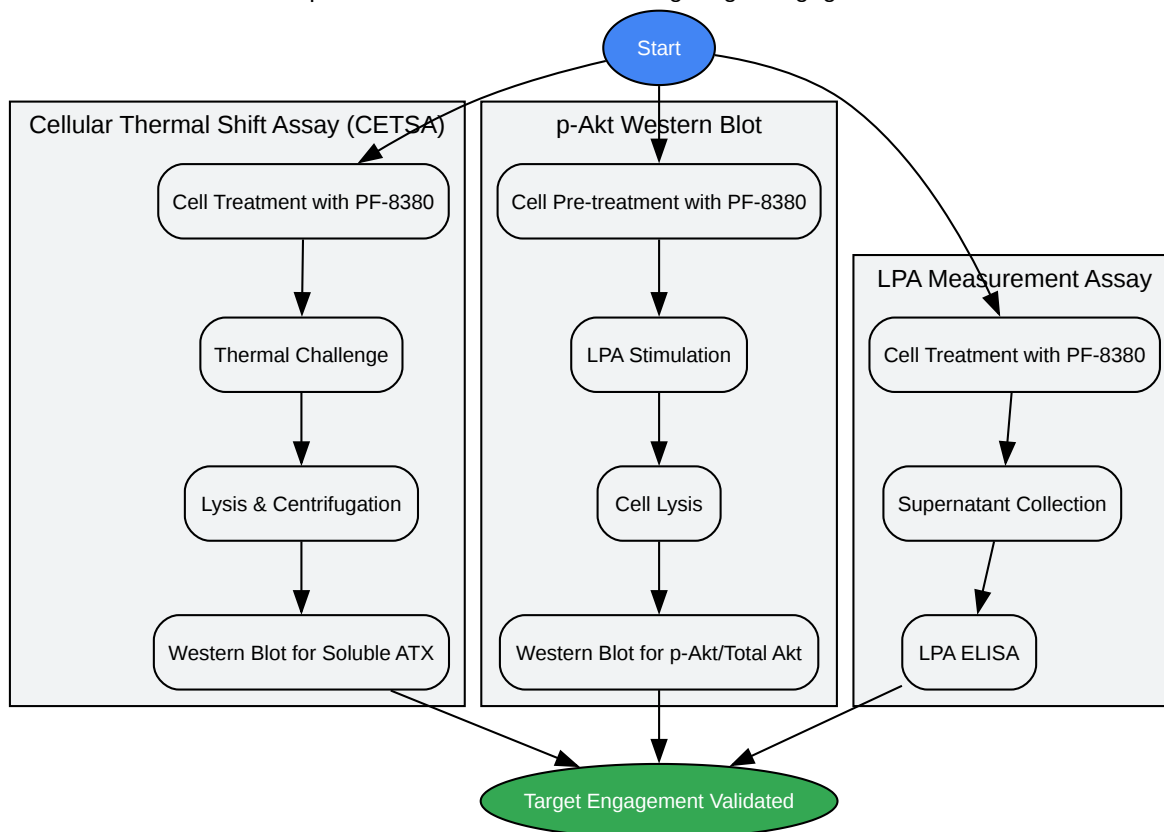 Start
Cellular Thermal Shift Assay (CETSA)
Cell Treatment with PF-8380
Thermal Challenge
Lysis & Centrifugation
Western Blot for Soluble ATX
p-Akt Western Blot
Cell Pre-treatment with PF-8380
LPA Stimulation
Cell Lysis
Western Blot for p-Akt/Total Akt
LPA Measurement Assay
Cell Treatment with PF-8380
Supernatant Collection
LPA ELISA
Target Engagement Validated